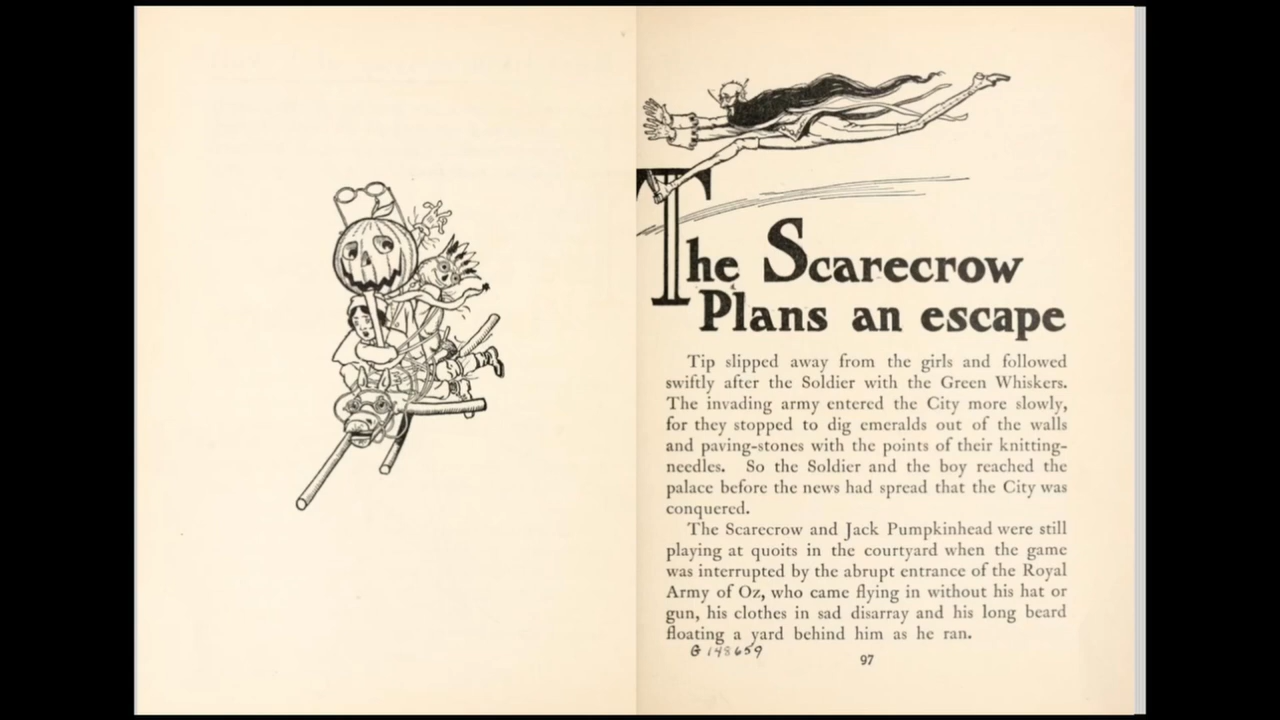 The Scarecrow
Plans an escape
Tip slipped away from the girls and followed
swiftly after the Soldier with the Green Whiskers.
The invading army entered the City more slowly,
for they stopped to dig emeralds out of the walls
and paving-stones with the points of their knitting-
needles. So the Soldier and the boy reached the
palace before the news had spread that the City was
conquered.
The Scarecrow and Jack Pumpkinhead were still
playing at quoits in the courtyard when the game
was interrupted by the abrupt entrance of the Royal
Army of Oz, who came flying in without his hat or
gun, his clothes in sad disarray and his long beard
floating a yard behind him as he ran.
G 148659
97